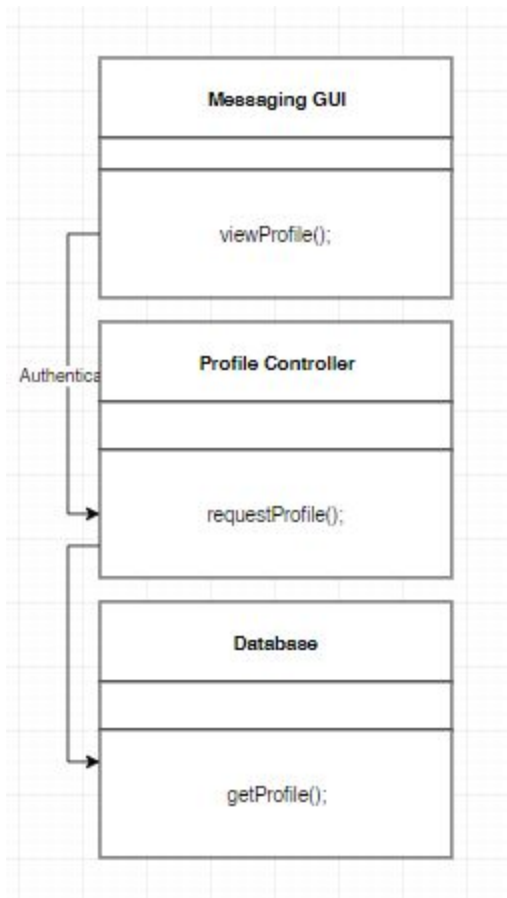 Messaging GUI
viewProfile();
Profile Controller
Authentica
requestProfile();
Database
getProfile();